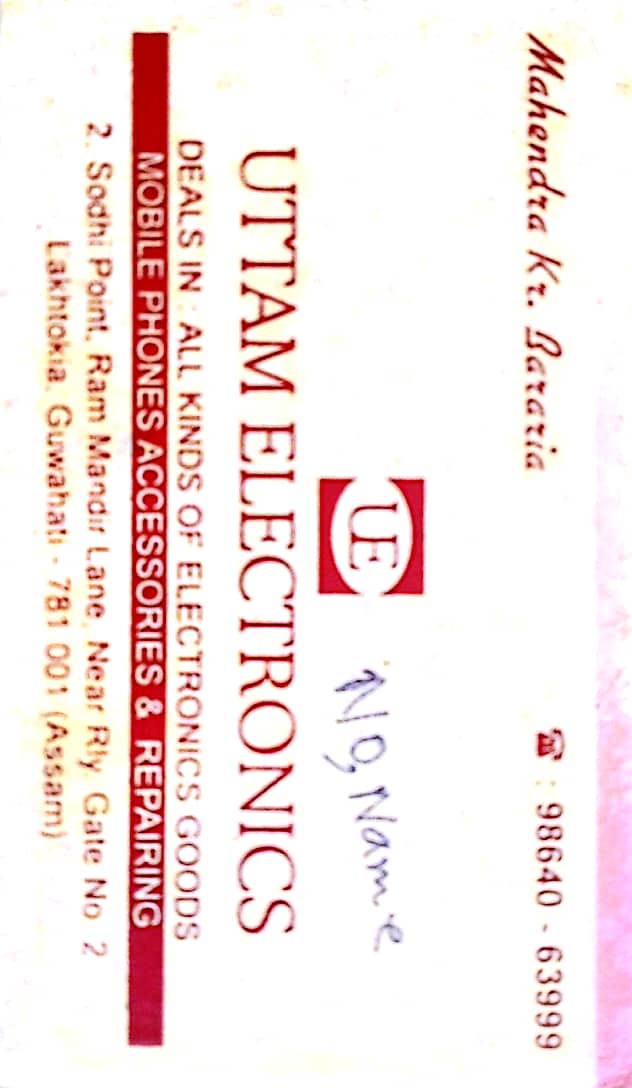 Mahendra Kr. Bararia
☎ : 98640 - 63999
UE
No, Name
UTTAM ELECTRONICS
DEALS IN : ALL KINDS OF ELECTRONICS GOODS
MOBILE PHONES ACCESSORIES & REPAIRING
2. Sodhi Point, Ram Mandir Lane, Near Rly. Gate No 2
Lakhtokia, Guwahati - 781 001 (Assam)